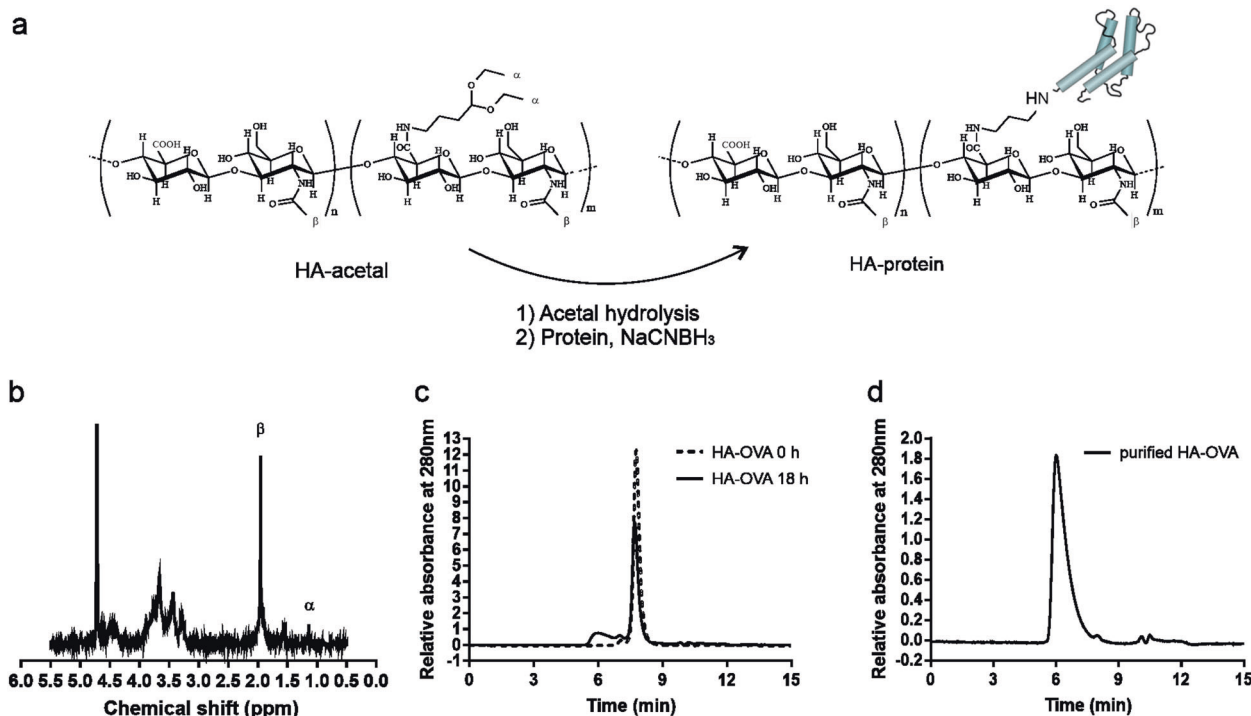 a
O
α
O
α
HN
HN
H
COOH
H
OH
H
O
H
HO
H
H
OH
H
O
HO
H
H
NH
H
O
β
n
O
CO
H
HO
H
H
OH
H
O
OH
H
HO
O
H
H
NH
H
O
β
m
O
HA-acetal
HA-protein
1) Acetal hydrolysis
2) Protein, NaCNBH₃
b
β
α
6.0 5.5 5.0 4.5 4.0 3.5 3.0 2.5 2.0 1.5 1.0 0.5 0.0
Chemical shift (ppm)
c
Relative absorbance at 280nm
13
12
11
10
9
8
7
6
5
4
3
2
1
0
-1
HA-OVA 0 h
HA-OVA 18 h
0 3 6 9 12 15
Time (min)
d
Relative absorbance at 280nm
2.0
1.8
1.6
1.4
1.2
1.0
0.8
0.6
0.4
0.2
0.0
-0.2
purified HA-OVA
0 3 6 9 12 15
Time (min)